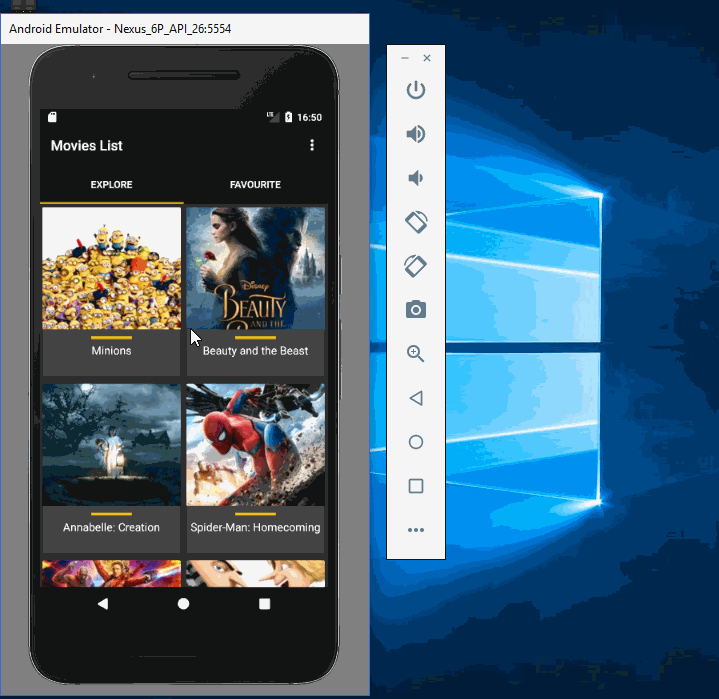 Android Emulator - Nexus_6P_API_26:5554
LTE 16:50
Movies List
EXPLORE FAVOURITE
Disney
BEAUTY
AND THE
Minions Beauty and the Beast
Annabelle: Creation Spider-Man: Homecoming